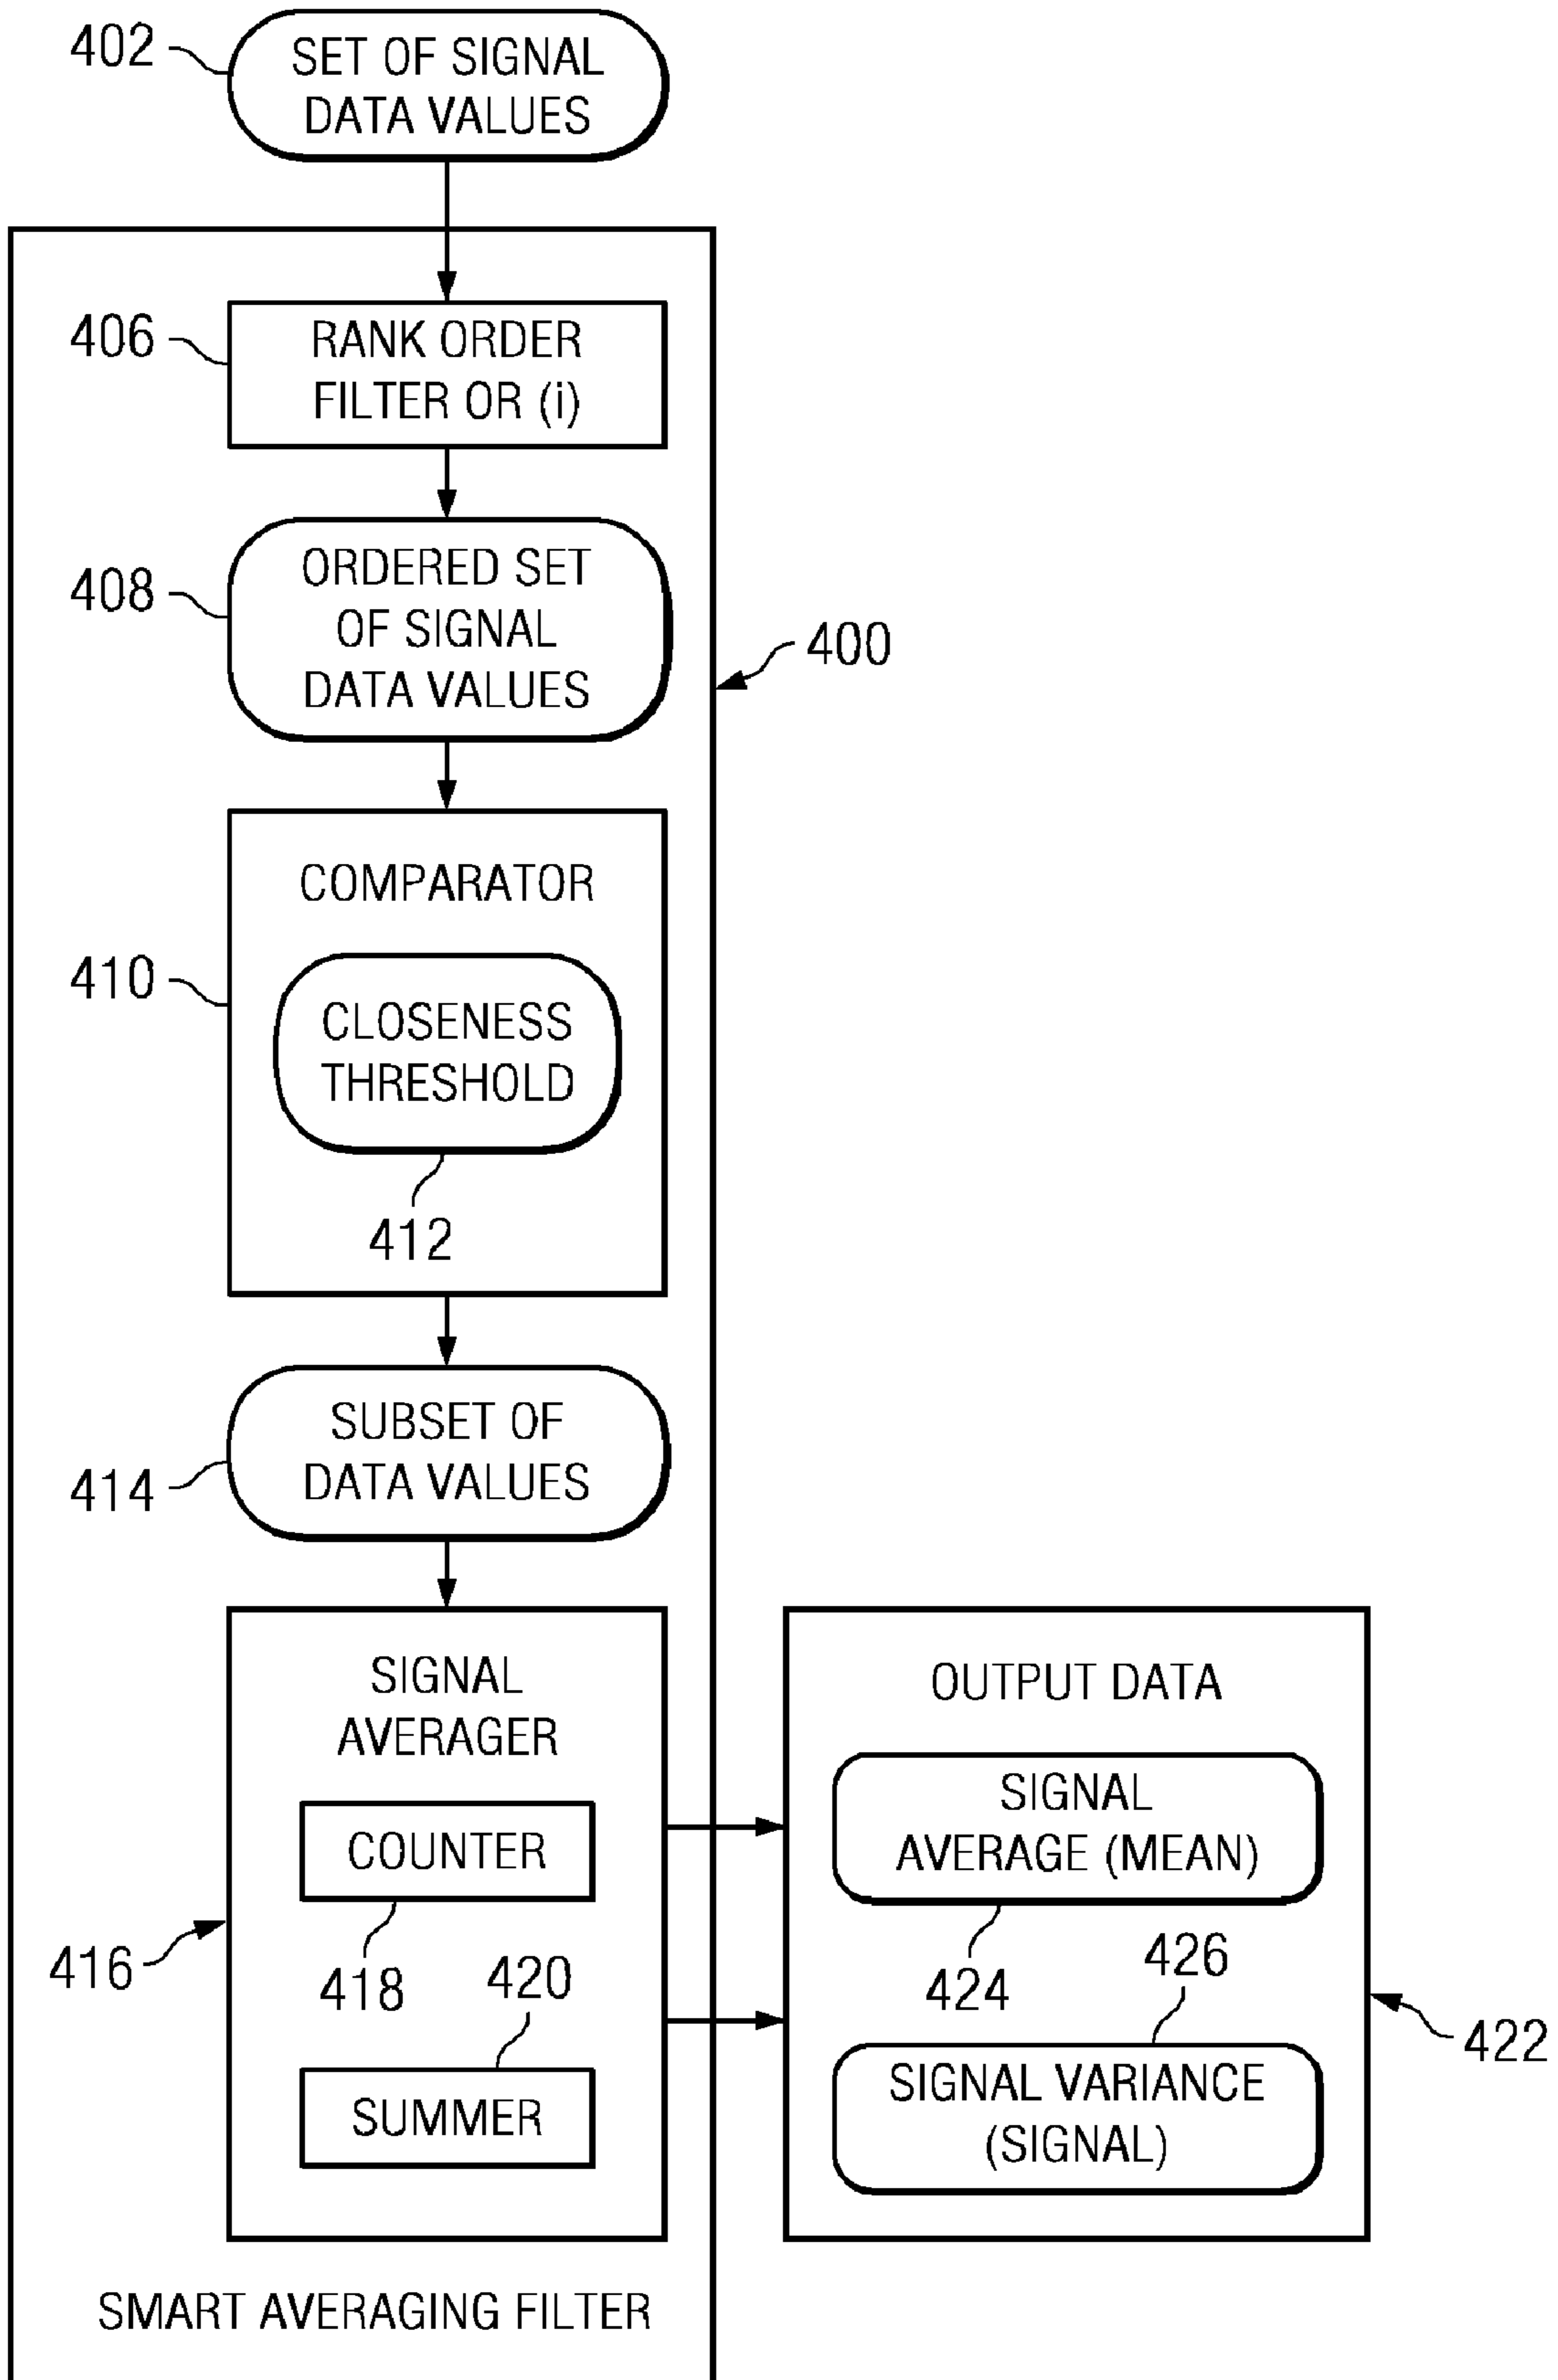 402
SET OF SIGNAL
DATA VALUES
406
RANK ORDER
FILTER OR (i)
408
ORDERED SET
OF SIGNAL
DATA VALUES
400
COMPARATOR
410
CLOSENESS
THRESHOLD
412
SUBSET OF
DATA VALUES
414
SIGNAL
AVERAGER
COUNTER
416
418
420
SUMMER
OUTPUT DATA
SIGNAL
AVERAGE (MEAN)
424
426
422
SIGNAL VARIANCE
(SIGNAL)
SMART AVERAGING FILTER